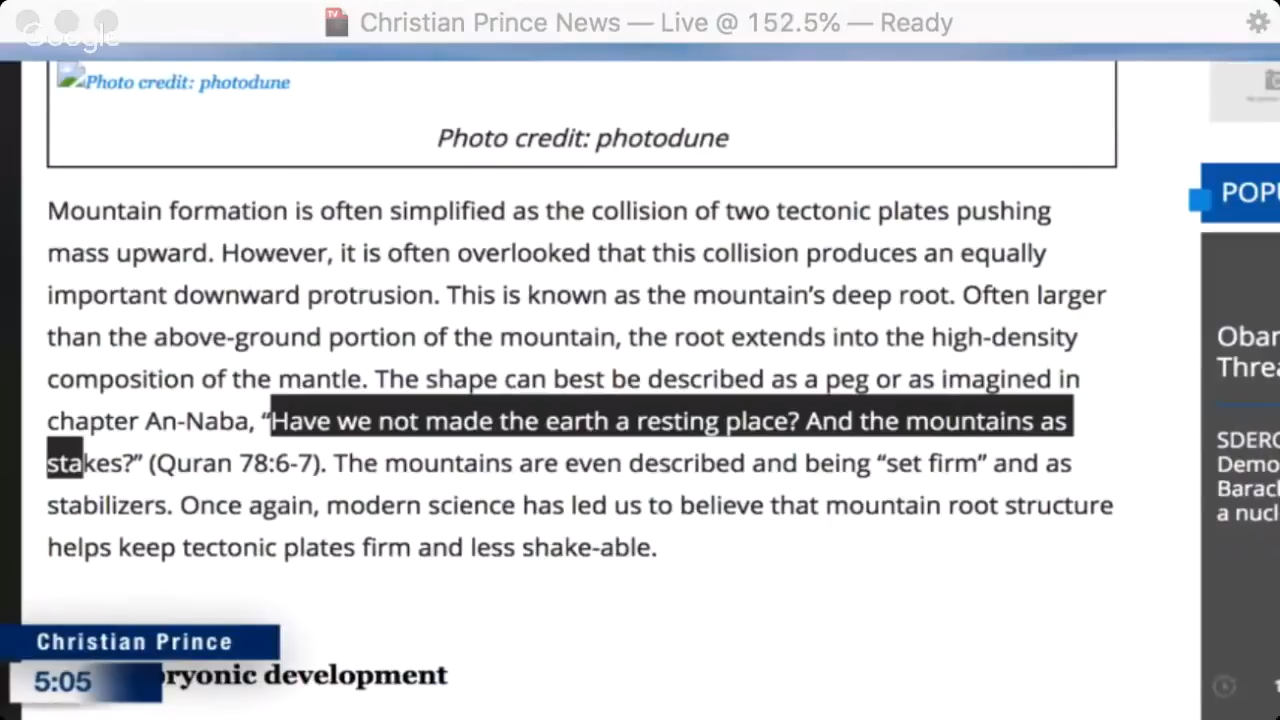 Christian Prince News — Live @ 152.5% — Ready
Google
Photo credit: photodune
Photo credit: photodune
Mountain formation is often simplified as the collision of two tectonic plates pushing
mass upward. However, it is often overlooked that this collision produces an equally
important downward protrusion. This is known as the mountain's deep root. Often larger
than the above-ground portion of the mountain, the root extends into the high-density
composition of the mantle. The shape can best be described as a peg or as imagined in
chapter An-Naba, “Have we not made the earth a resting place? And the mountains as
stakes?” (Quran 78:6-7). The mountains are even described and being “set firm” and as
stabilizers. Once again, modern science has led us to believe that mountain root structure
helps keep tectonic plates firm and less shake-able.
POPU
Obar
Threa
SDERO
Demo
Barack
a nucl
Christian Prince
5:05
ryonic development